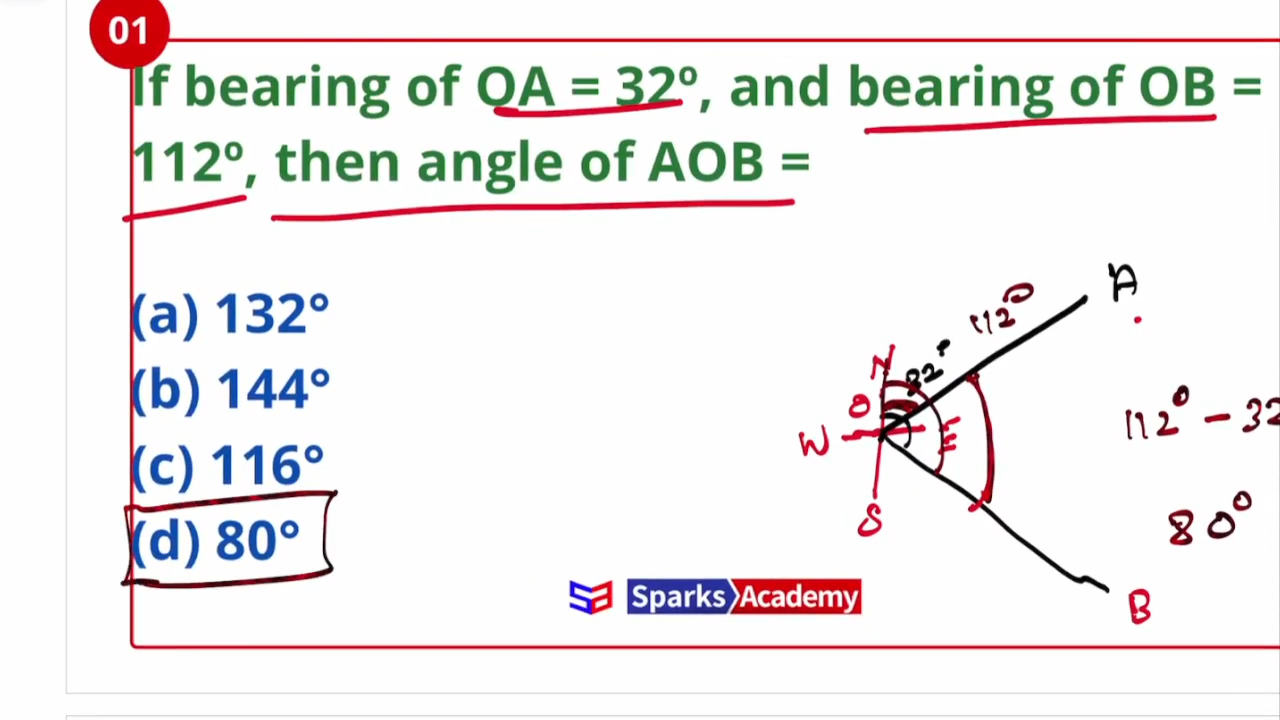 01
If bearing of OA = 32º, and bearing of OB =
112º, then angle of AOB =
(a) 132°
(b) 144°
(c) 116°
(d) 80°
A
112°
32°
N
O
W
E
S
112° - 32
80°
B
Sparks Academy